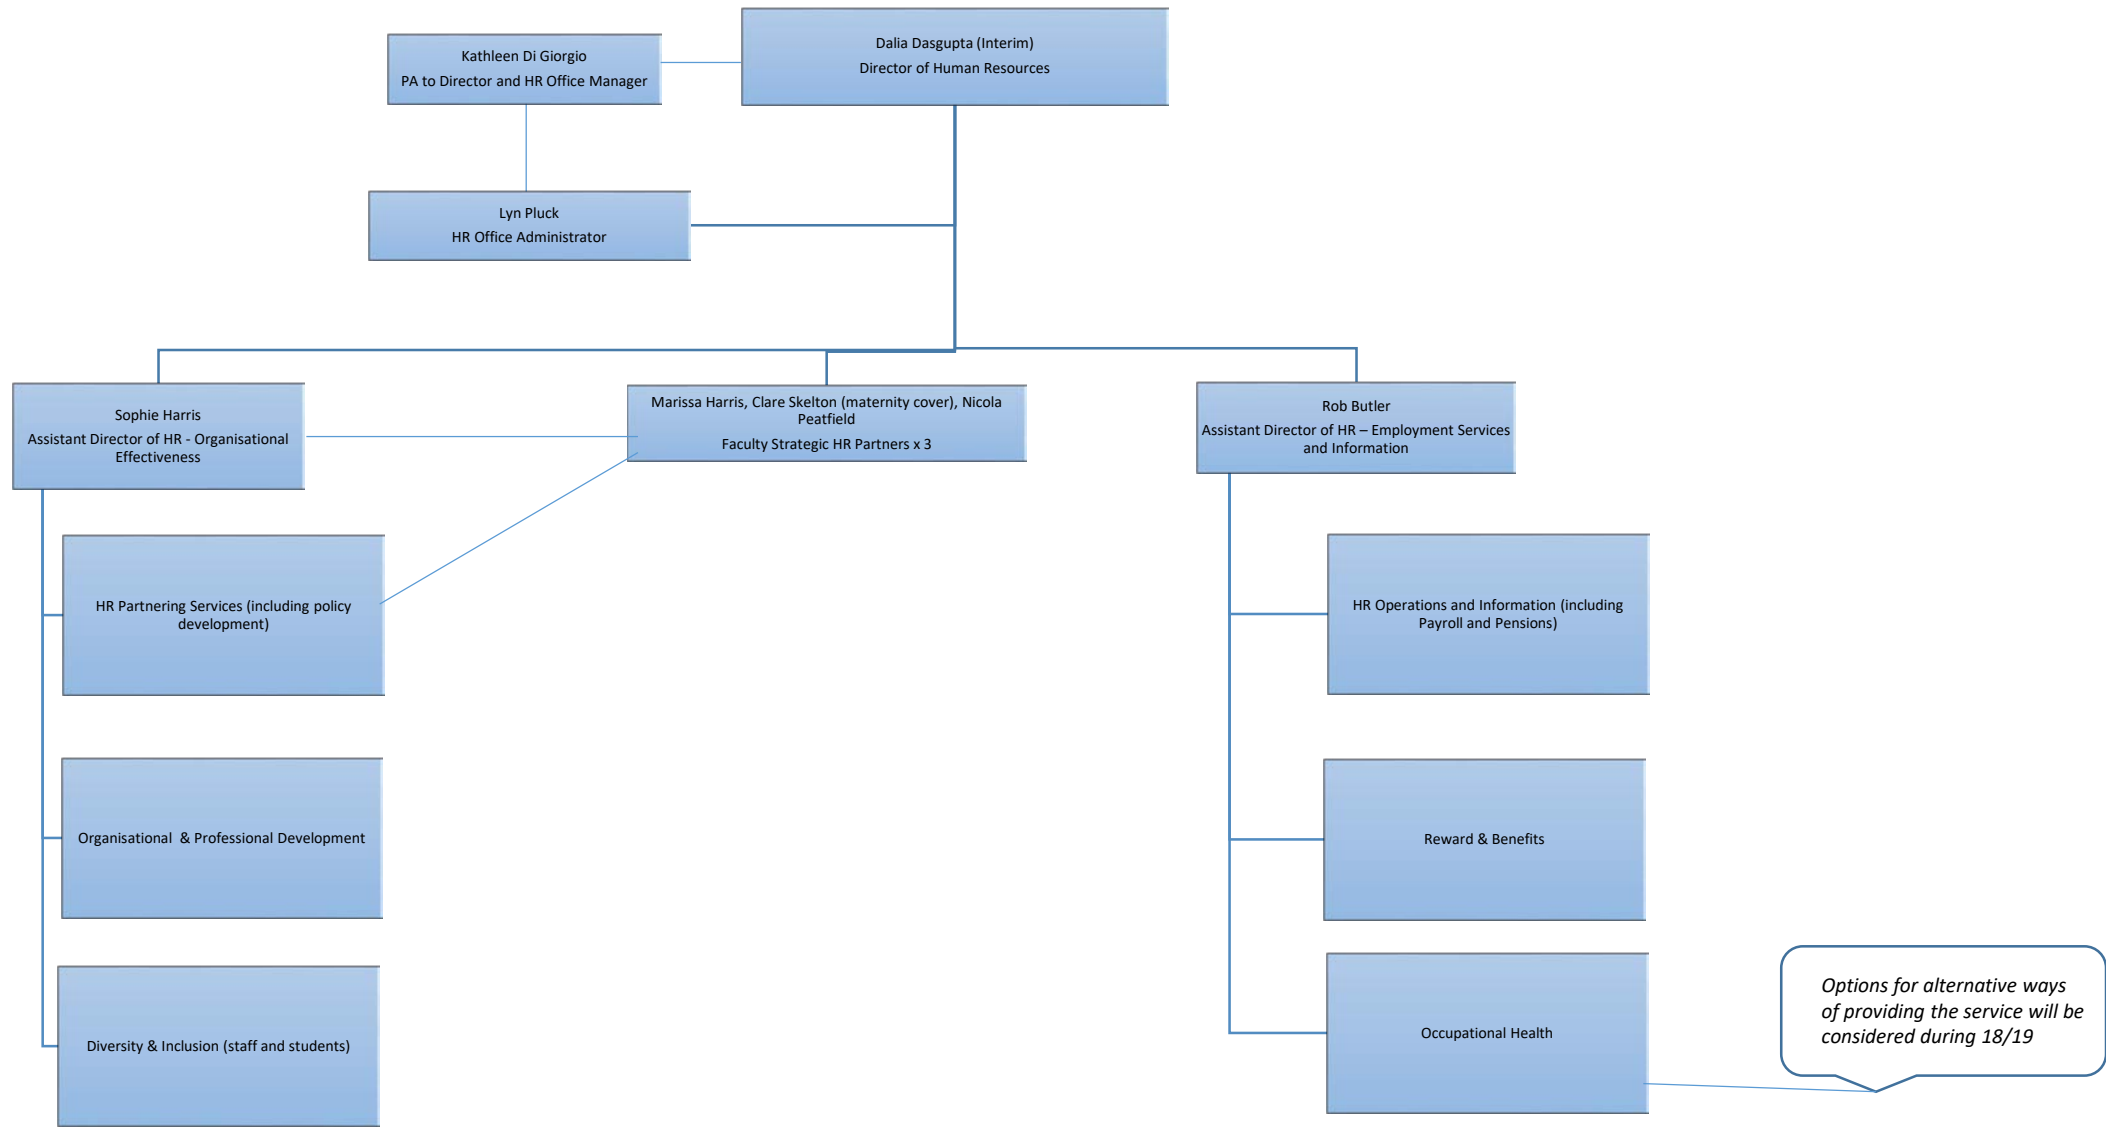 Dalia Dasgupta (Interim)
Director of Human Resources
Kathleen Di Giorgio
PA to Director and HR Office Manager
Lyn Pluck
HR Office Administrator
Sophie Harris
Assistant Director of HR - Organisational
Effectiveness
Marissa Harris, Clare Skelton (maternity cover), Nicola
Peatfield
Faculty Strategic HR Partners x 3
Rob Butler
Assistant Director of HR – Employment Services
and Information
HR Partnering Services (including policy
development)
HR Operations and Information (including
Payroll and Pensions)
Organisational  & Professional Development
Reward & Benefits
Diversity & Inclusion (staff and students)
Occupational Health
Options for alternative ways
of providing the service will be
considered during 18/19